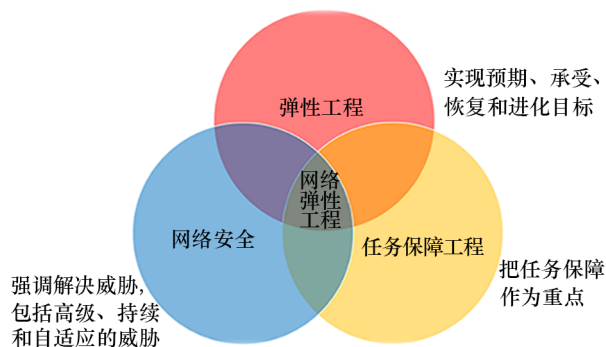 弹性工程
实现预期、承受、
恢复和进化目标
网络
弹性
工程
网络安全
任务保障工程
强调解决威胁,
包括高级、持续
和自适应的威胁
把任务保障
作为重点